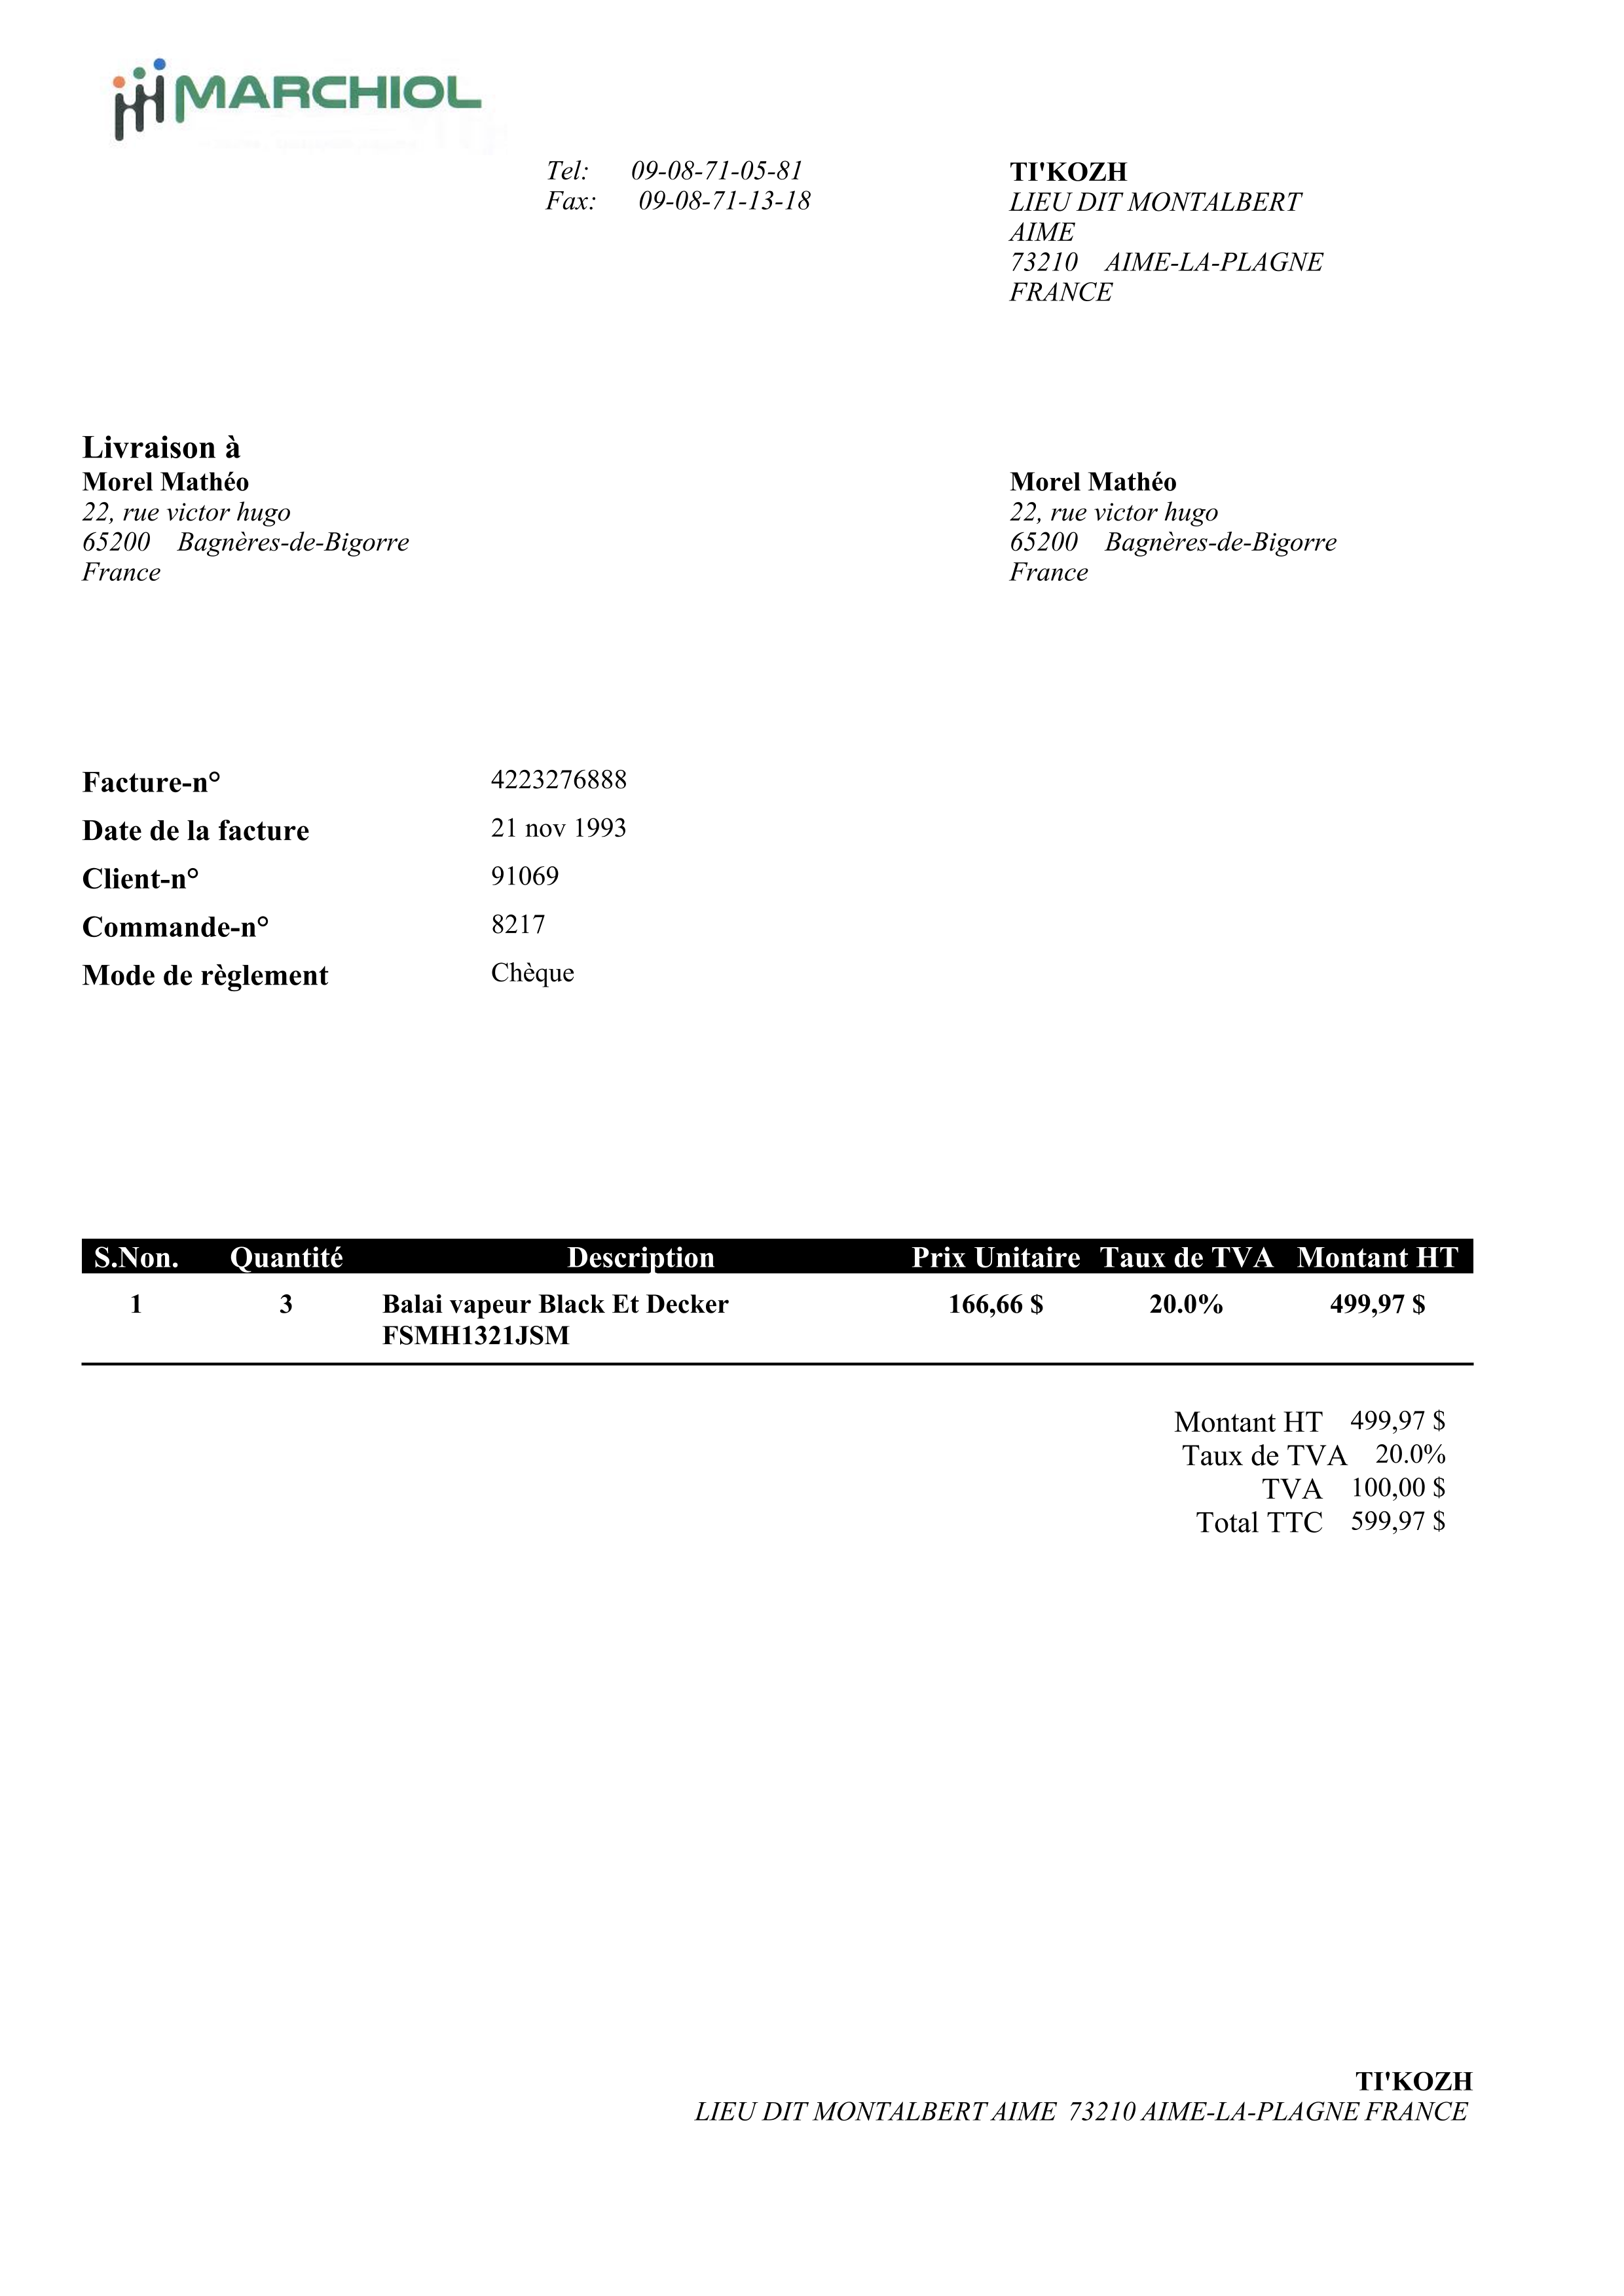 MARCHIOL
Tel: 09-08-71-05-81
Fax: 09-08-71-13-18
TI'KOZH
LIEU DIT MONTALBERT
AIME
73210 AIME-LA-PLAGNE
FRANCE
Livraison à
Morel Mathéo
22, rue victor hugo
65200 Bagnères-de-Bigorre
France
Morel Mathéo
22, rue victor hugo
65200 Bagnères-de-Bigorre
France
Facture-n° 4223276888
Date de la facture 21 nov 1993
Client-n° 91069
Commande-n° 8217
Mode de règlement Chèque
S.Non. Quantité Description Prix Unitaire Taux de TVA Montant HT
1 3 Balai vapeur Black Et Decker 166,66 $ 20.0% 499,97 $
FSMH1321JSM
Montant HT 499,97 $
Taux de TVA 20.0%
TVA 100,00 $
Total TTC 599,97 $
TI'KOZH
LIEU DIT MONTALBERT AIME 73210 AIME-LA-PLAGNE FRANCE